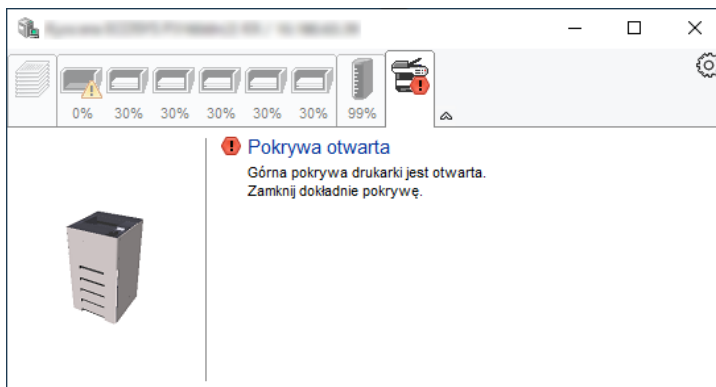 0% 30% 30% 30% 30% 30% 99%
Pokrywa otwarta
Górna pokrywa drukarki jest otwarta.
Zamknij dokładnie pokrywę.